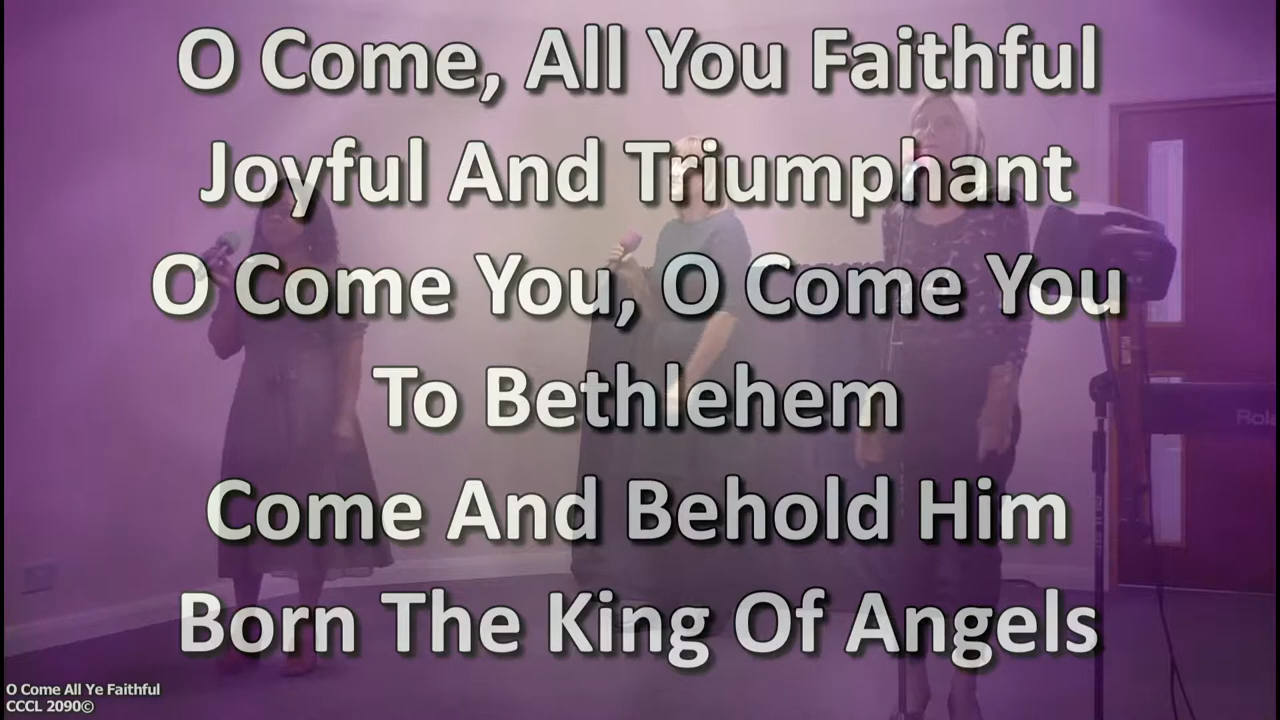 O Come, All You Faithful
Joyful And Triumphant
O Come You, O Come You
To Bethlehem
Come And Behold Him
Born The King Of Angels
O Come All Ye Faithful
CCCL 2090©